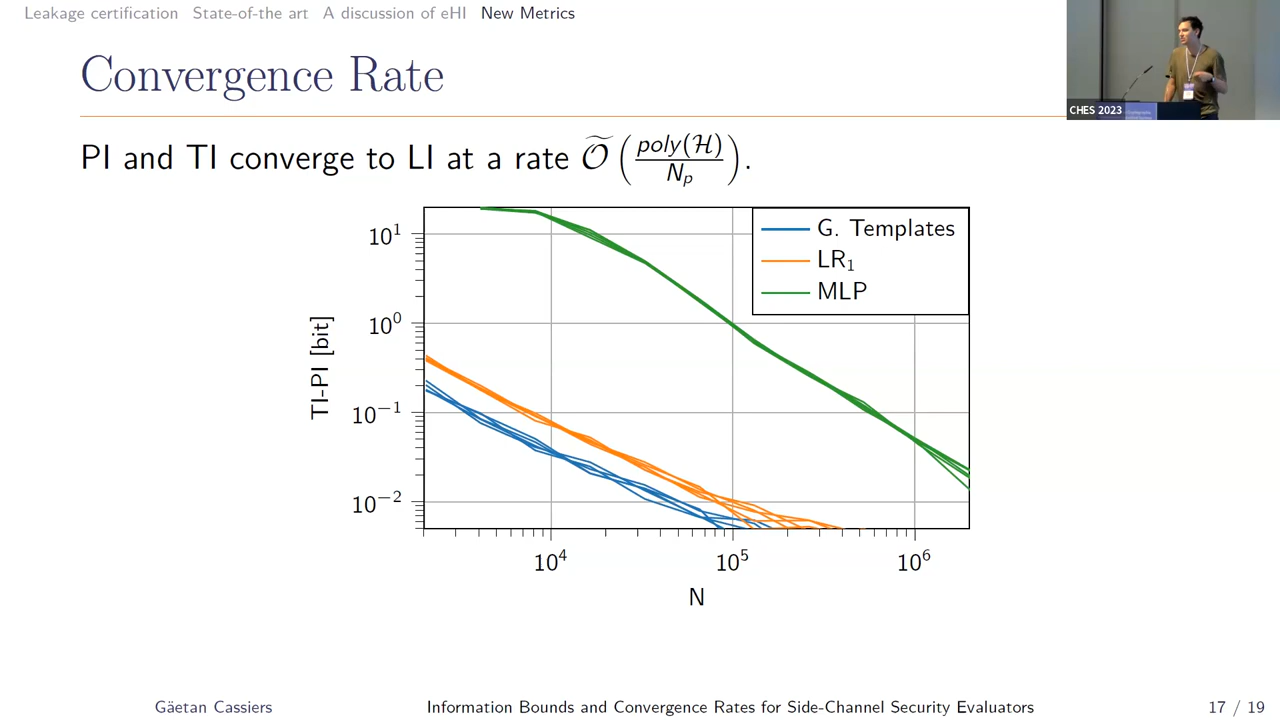 Leakage certification State-of-the art A discussion of eHI New Metrics
CHES 2023
Convergence Rate
PI and TI converge to LI at a rate Õ(poly(ℋ)/Nₚ).
G. Templates
LR₁
MLP
10¹
10⁰
10⁻¹
10⁻²
TI-PI [bit]
10⁴ 10⁵ 10⁶
N
Gäetan Cassiers Information Bounds and Convergence Rates for Side-Channel Security Evaluators 17 / 19